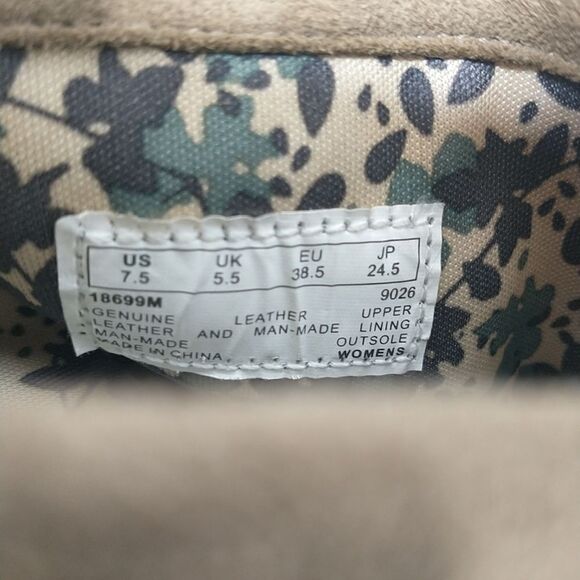 US UK EU JP
7.5 5.5 38.5 24.5
18699M 9026
GENUINE LEATHER UPPER
LEATHER AND MAN-MADE LINING
MAN-MADE OUTSOLE
MADE IN CHINA WOMENS